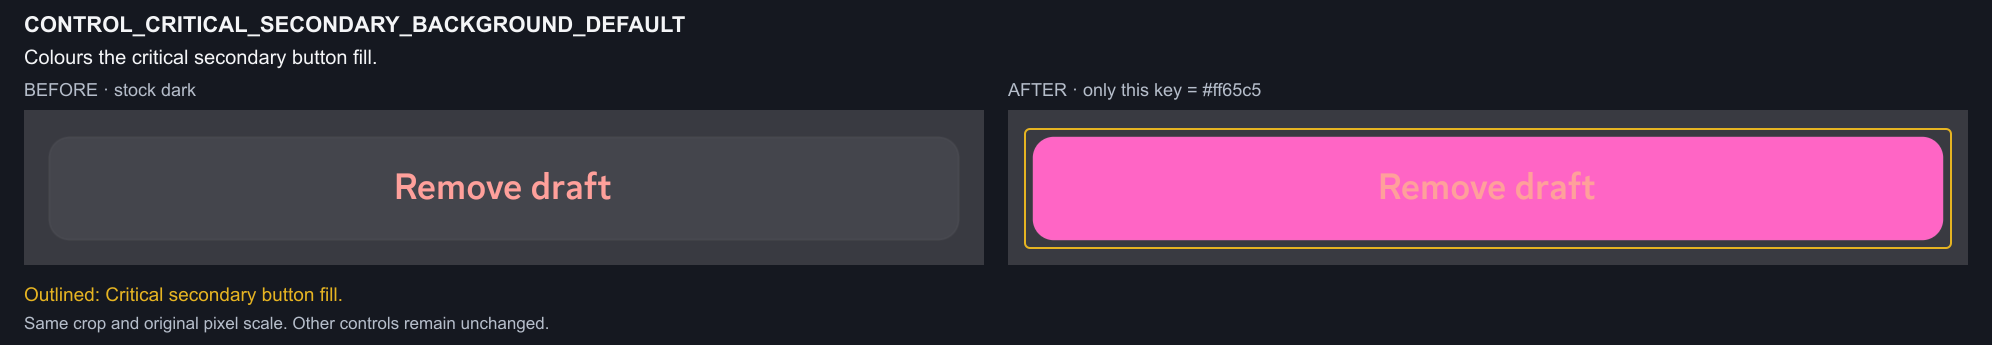 CONTROL_CRITICAL_SECONDARY_BACKGROUND_DEFAULT
Colours the critical secondary button fill.
BEFORE · stock dark
AFTER · only this key = #ff65c5
Remove draft
Remove draft
Outlined: Critical secondary button fill.
Same crop and original pixel scale. Other controls remain unchanged.